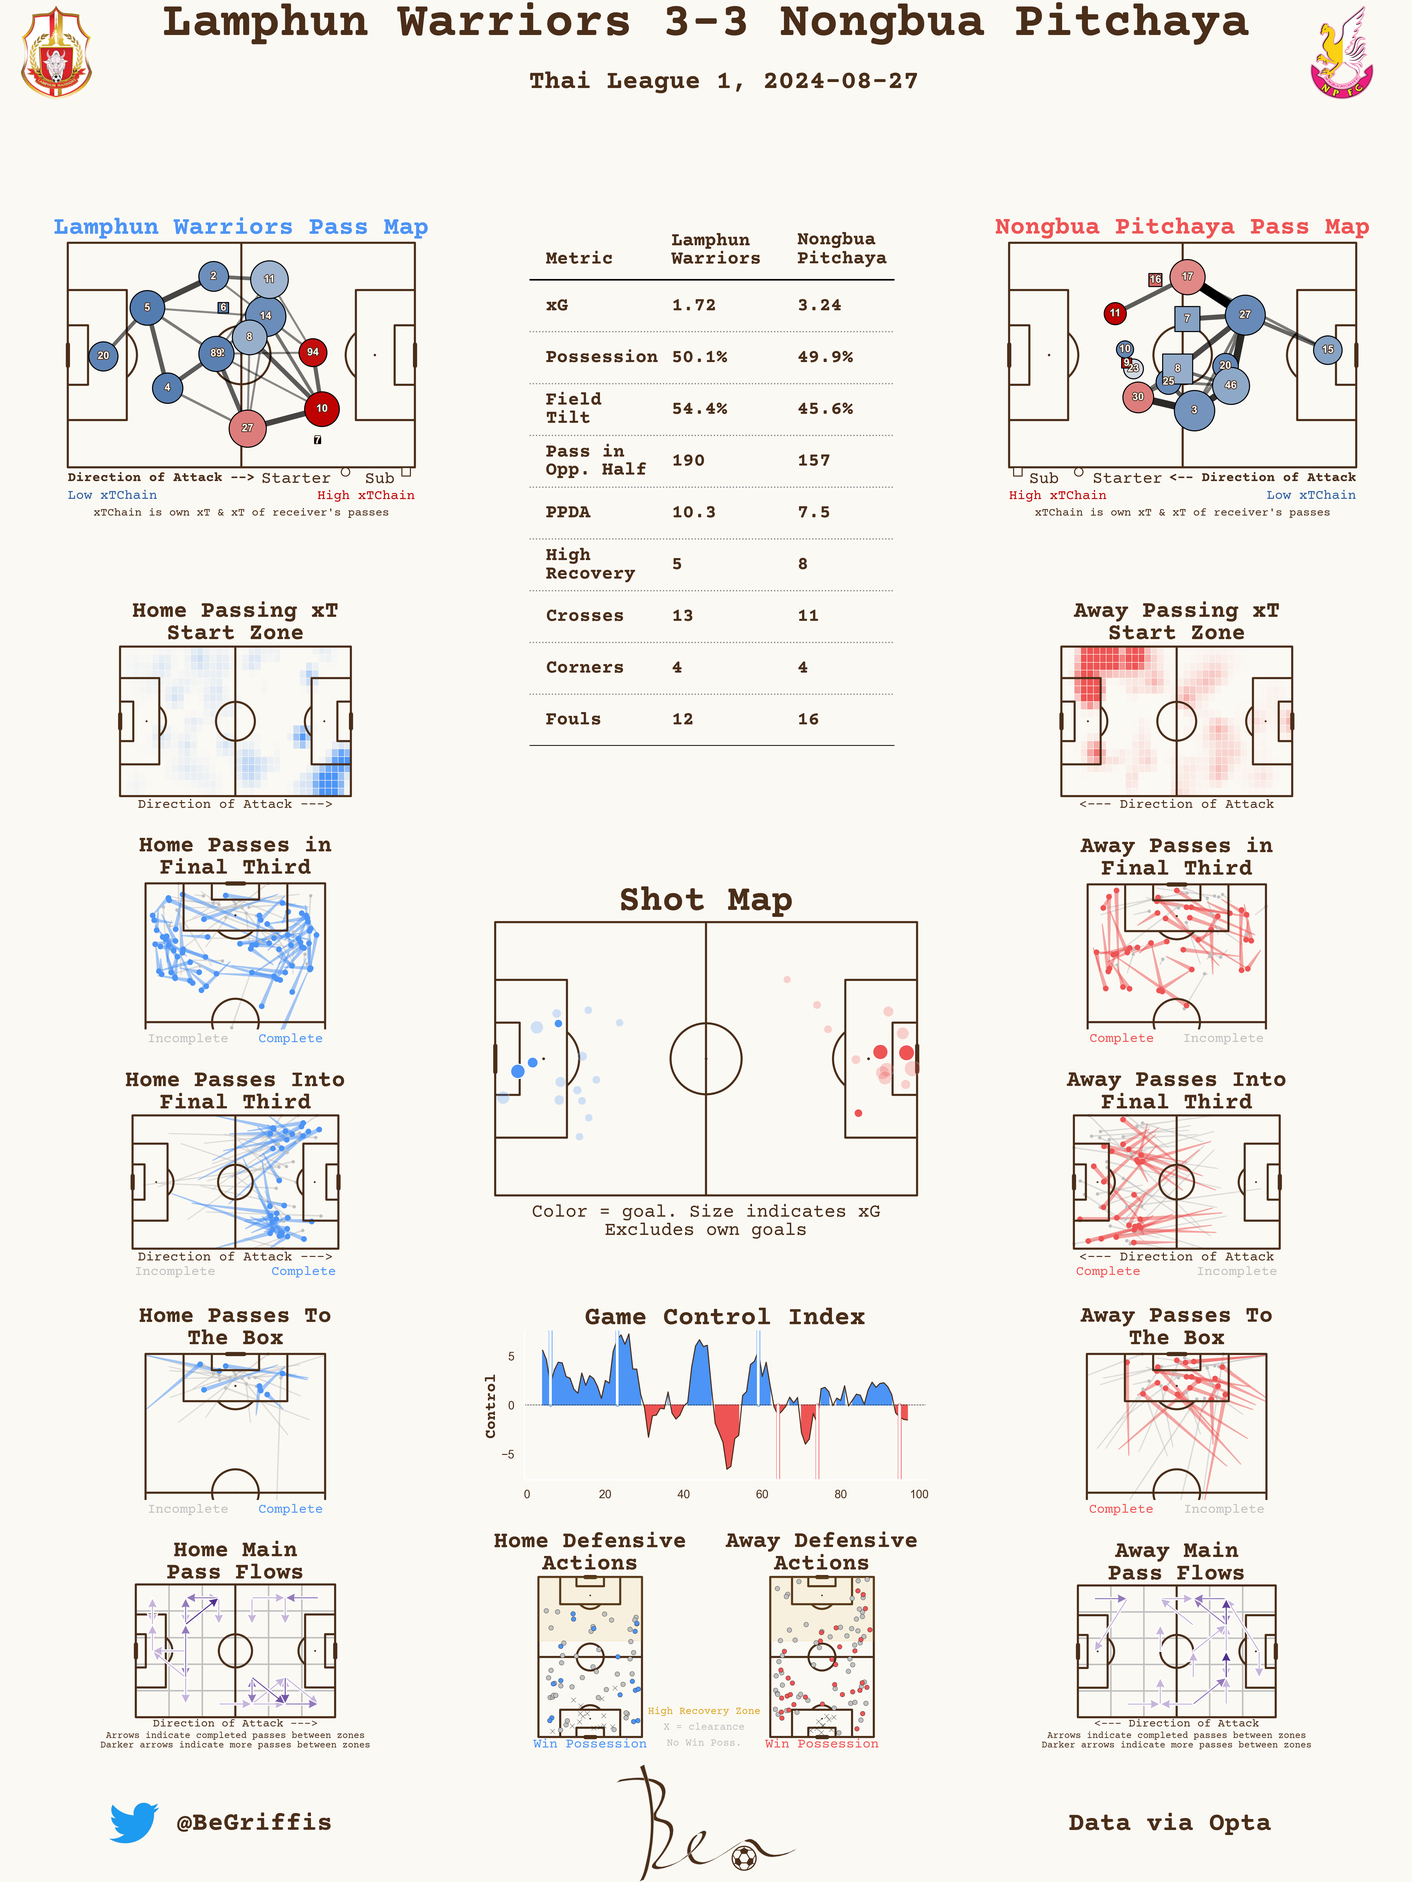 Lamphun Warriors 3-3 Nongbua Pitchaya
Thai League 1, 2024-08-27
NPFC
Lamphun Warriors Pass Map
2
11
5
6
14
8
20
89
94
4
10
27
7
Direction of Attack --> Starter Sub
Low xTChain High xTChain
xTChain is own xT & xT of receiver's passes
Metric Lamphun Warriors Nongbua Pitchaya
xG 1.72 3.24
Possession 50.1% 49.9%
Field Tilt 54.4% 45.6%
Pass in Opp. Half 190 157
PPDA 10.3 7.5
High Recovery 5 8
Crosses 13 11
Corners 4 4
Fouls 12 16
Nongbua Pitchaya Pass Map
16
17
11
7
27
10
15
9
23
8
20
25
46
30
3
Sub Starter <-- Direction of Attack
High xTChain Low xTChain
xTChain is own xT & xT of receiver's passes
Home Passing xT
Start Zone
Direction of Attack --->
Away Passing xT
Start Zone
<--- Direction of Attack
Home Passes in
Final Third
Incomplete Complete
Away Passes in
Final Third
Complete Incomplete
Shot Map
Color = goal. Size indicates xG
Excludes own goals
Home Passes Into
Final Third
Direction of Attack --->
Incomplete Complete
Away Passes Into
Final Third
<--- Direction of Attack
Complete Incomplete
Home Passes To
The Box
Incomplete Complete
Game Control Index
Control
5
0
−5
0 20 40 60 80 100
Away Passes To
The Box
Complete Incomplete
Home Main
Pass Flows
Direction of Attack --->
Arrows indicate completed passes between zones
Darker arrows indicate more passes between zones
Home Defensive
Actions
Win Possession
Away Defensive
Actions
Win Possession
High Recovery Zone
X = clearance
No Win Poss.
Away Main
Pass Flows
<--- Direction of Attack
Arrows indicate completed passes between zones
Darker arrows indicate more passes between zones
@BeGriffis
Ben
Data via Opta